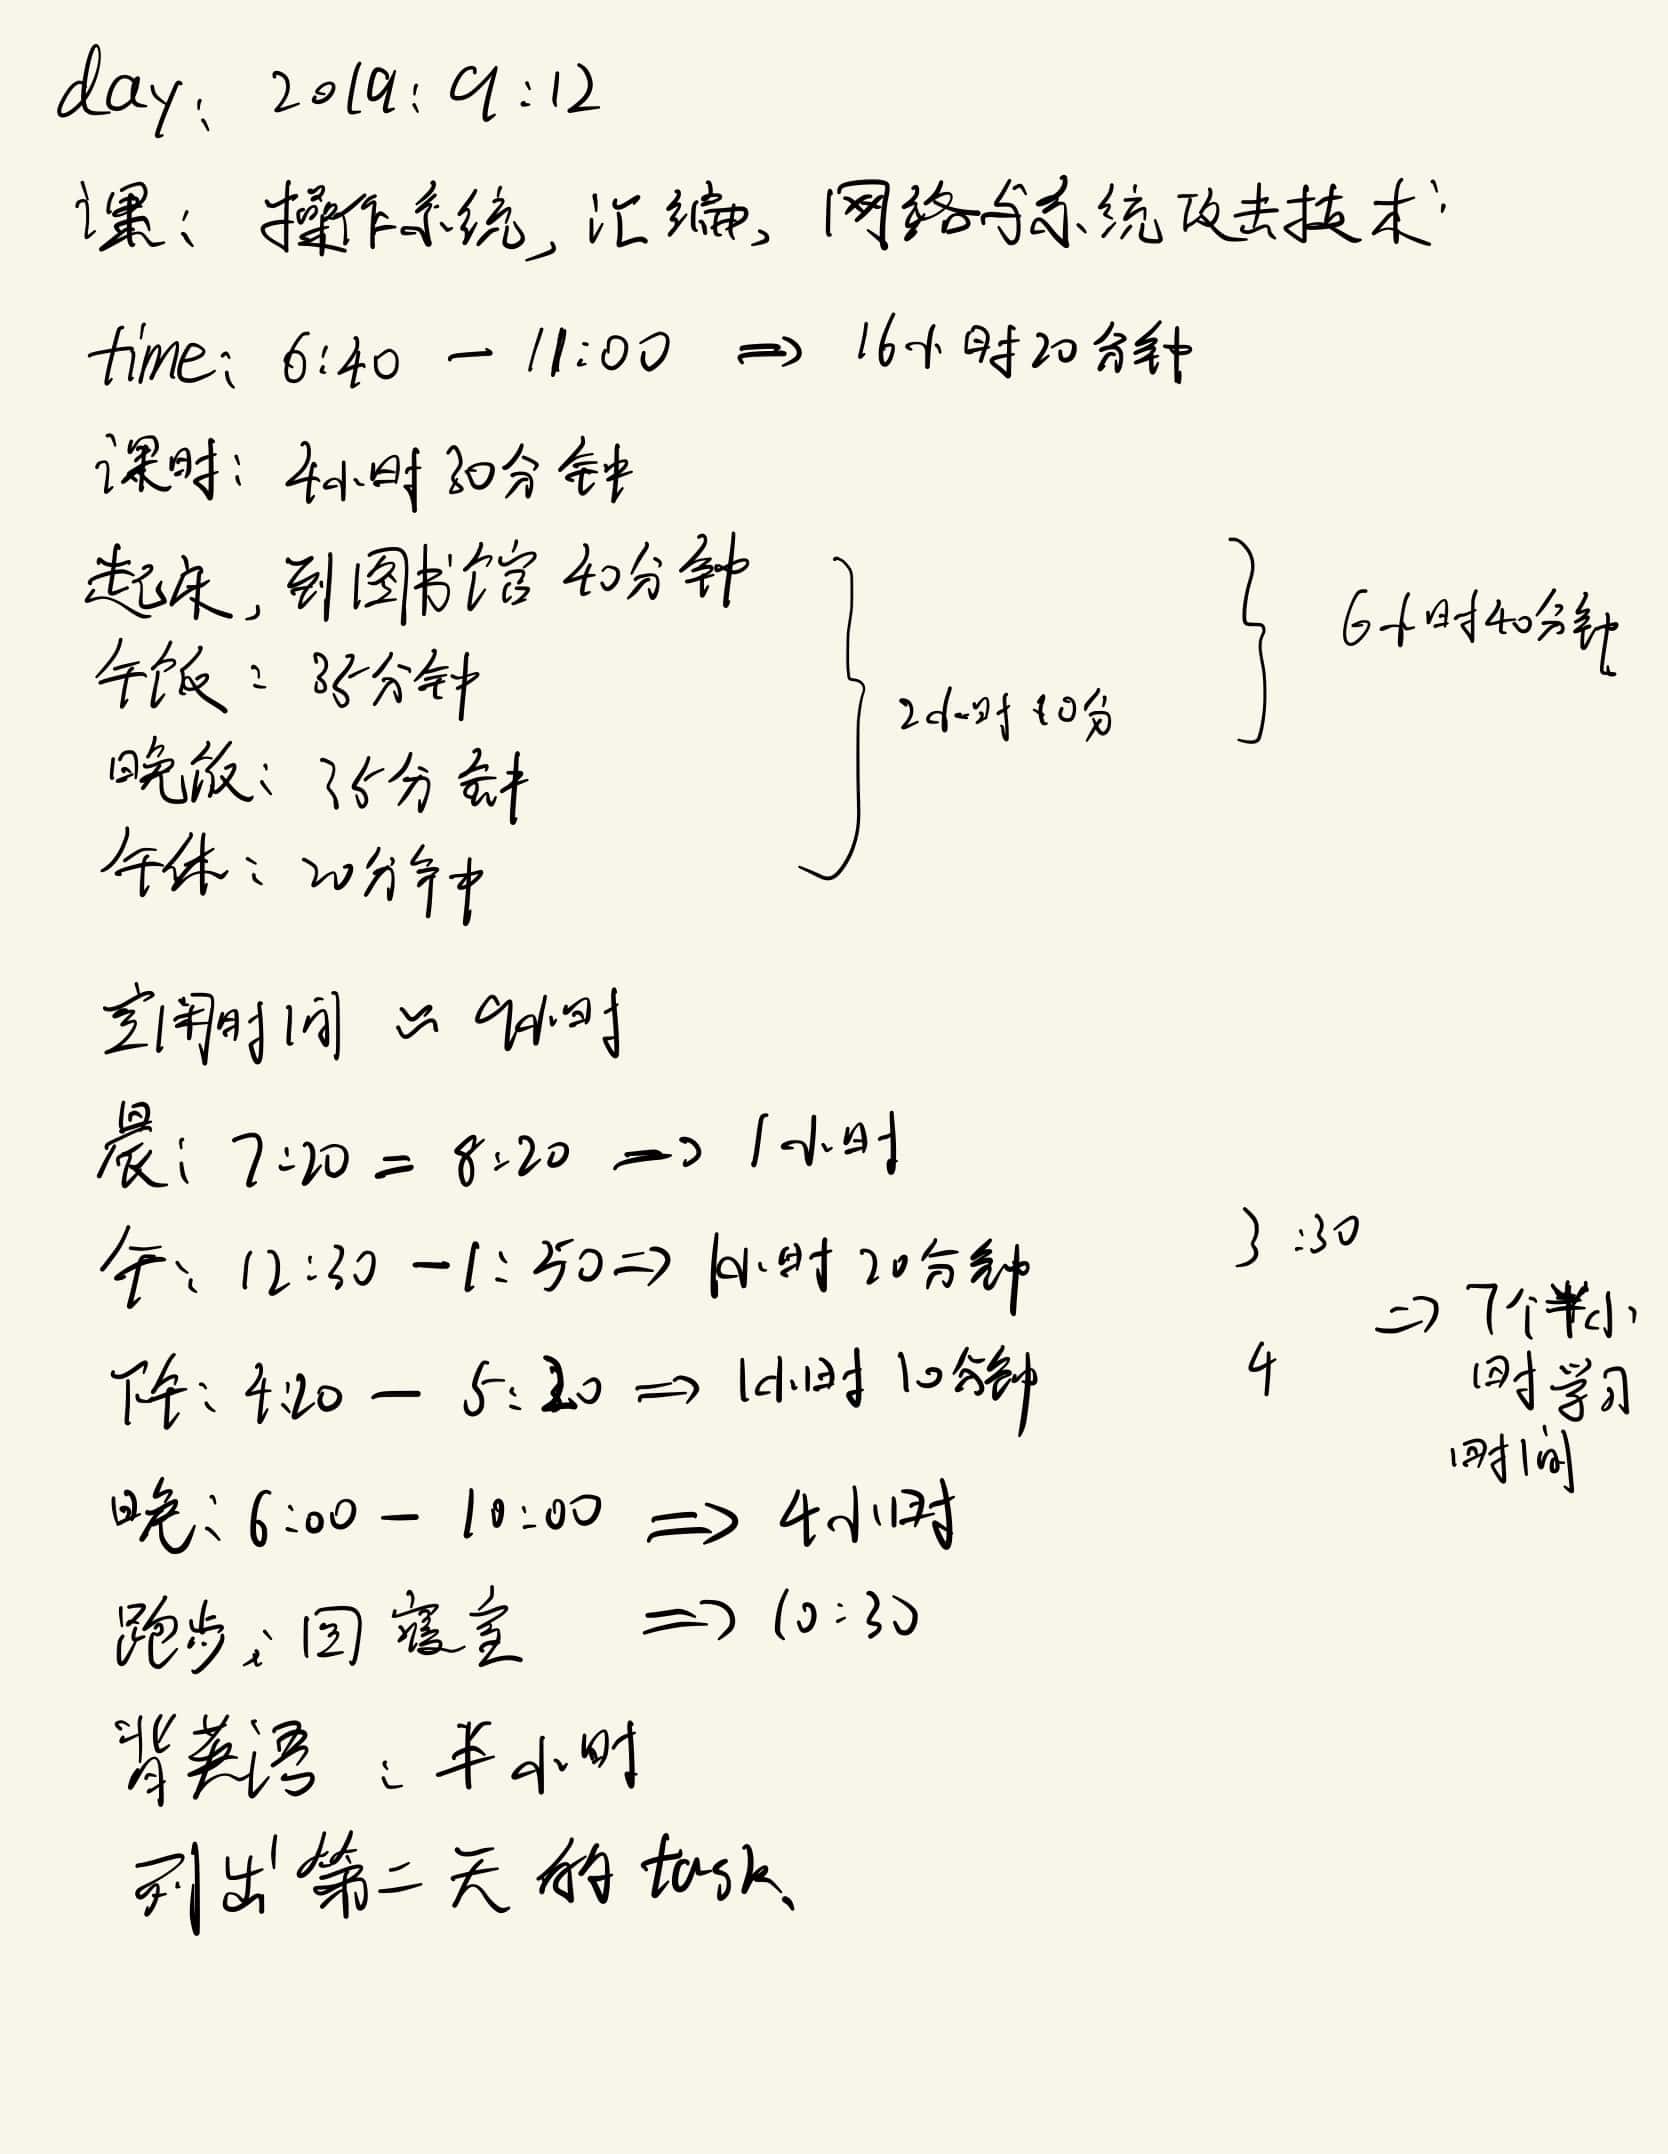 day: 2019:9:12
课: 操作系统, 汇编、网络与系统攻击技术
time: 6:40 — 11:00 ⇒ 16小时20分钟
课时: 4小时30分钟
起床, 到图书馆 40分钟
午饭: 35分钟
晚饭: 35分钟
午休: 20分钟
2小时10分
6小时40分钟
空闲时间 ≈ 9小时
晨: 7:20 = 8:20 ⇒ 1小时
午: 12:30 — 1:50 ⇒ 1小时20分钟
下午: 4:20 — 5:30 ⇒ 1小时10分钟
晚: 6:00 — 10:00 ⇒ 4小时
3:30
4
⇒ 7个半小
时学习
时间
跑步: 回寝室 ⇒ 10:30
背英语: 半小时
列出第二天的task、